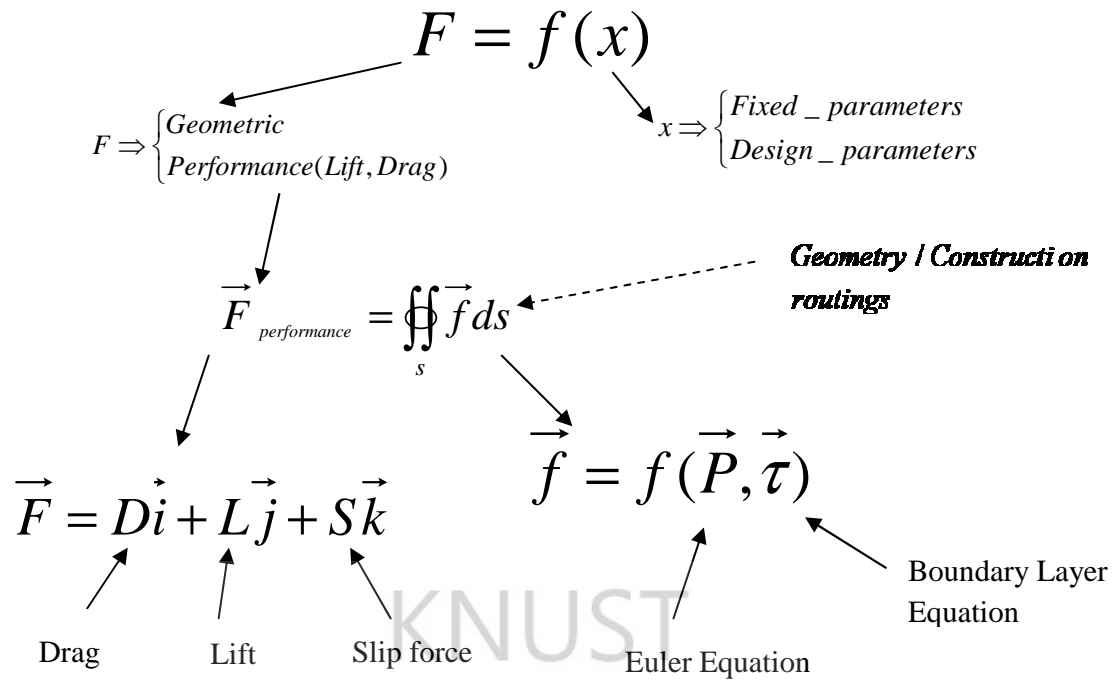 F = f(x)
F ⇒ { Geometric
Performance(Lift, Drag)
x ⇒ { Fixed _ parameters
Design _ parameters
Geometry / Constructi on
routings
F⃗ performance = ∯ f⃗ ds
s
f⃗ = f(P⃗, τ⃗)
F⃗ = Di⃗ + Lj⃗ + Sk⃗
Boundary Layer
Equation
Drag
Lift
Slip force
Euler Equation
KNUST